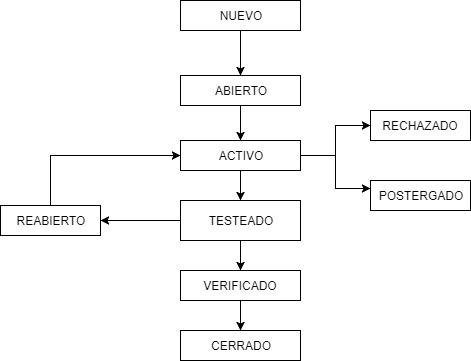 NUEVO
ABIERTO
RECHAZADO
ACTIVO
POSTERGADO
REABIERTO
TESTEADO
VERIFICADO
CERRADO